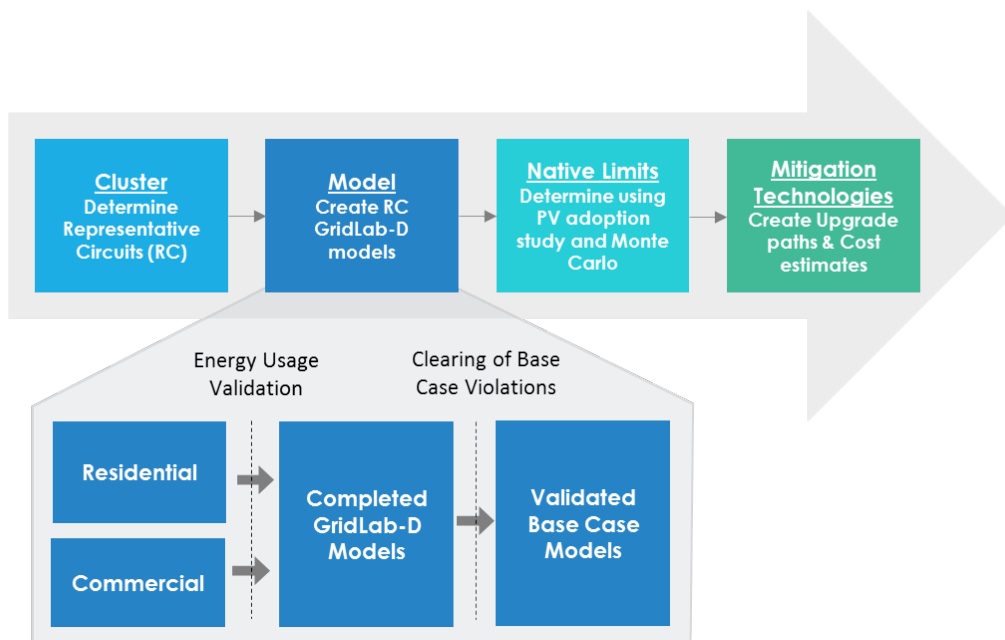 Cluster
Determine
Representative
Circuits (RC)
Model
Create RC
GridLab-D
models
Native Limits
Determine using
PV adoption
study and Monte
Carlo
Mitigation
Technologies
Create Upgrade
paths & Cost
estimates
Energy Usage
Validation
Clearing of Base
Case Violations
Residential
Commercial
Completed
GridLab-D
Models
Validated
Base Case
Models